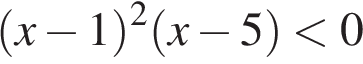 (x − 1)²(x − 5) < 0